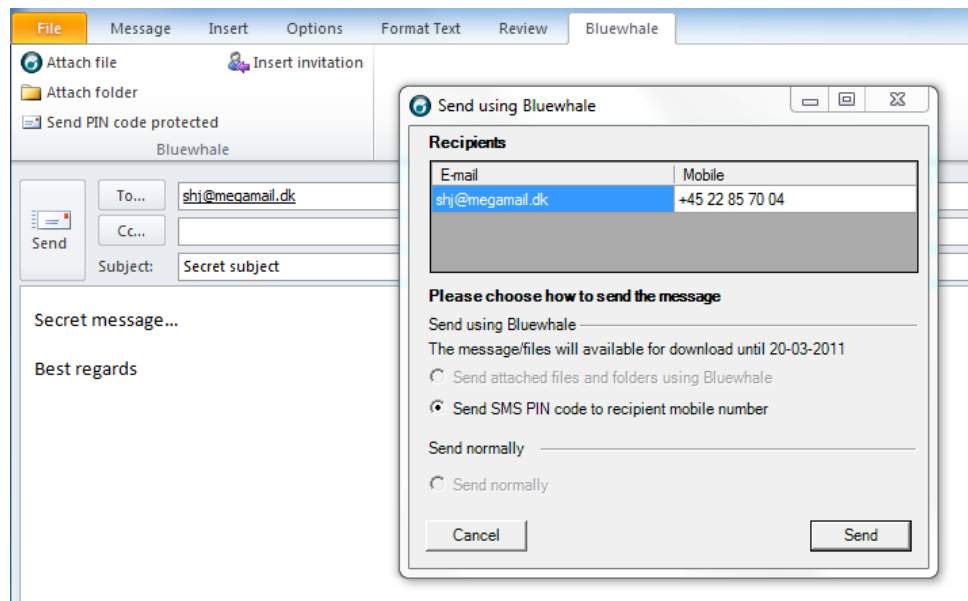 File Message Insert Options Format Text Review Bluewhale
Attach file Insert invitation
Attach folder
Send PIN code protected
Bluewhale
To... shj@megamail.dk
Cc...
Send
Subject: Secret subject
Secret message...
Best regards
Send using Bluewhale
Recipients
E-mail Mobile
shj@megamail.dk +45 22 85 70 04
Please choose how to send the message
Send using Bluewhale
The message/files will available for download until 20-03-2011
Send attached files and folders using Bluewhale
Send SMS PIN code to recipient mobile number
Send normally
Send normally
Cancel Send